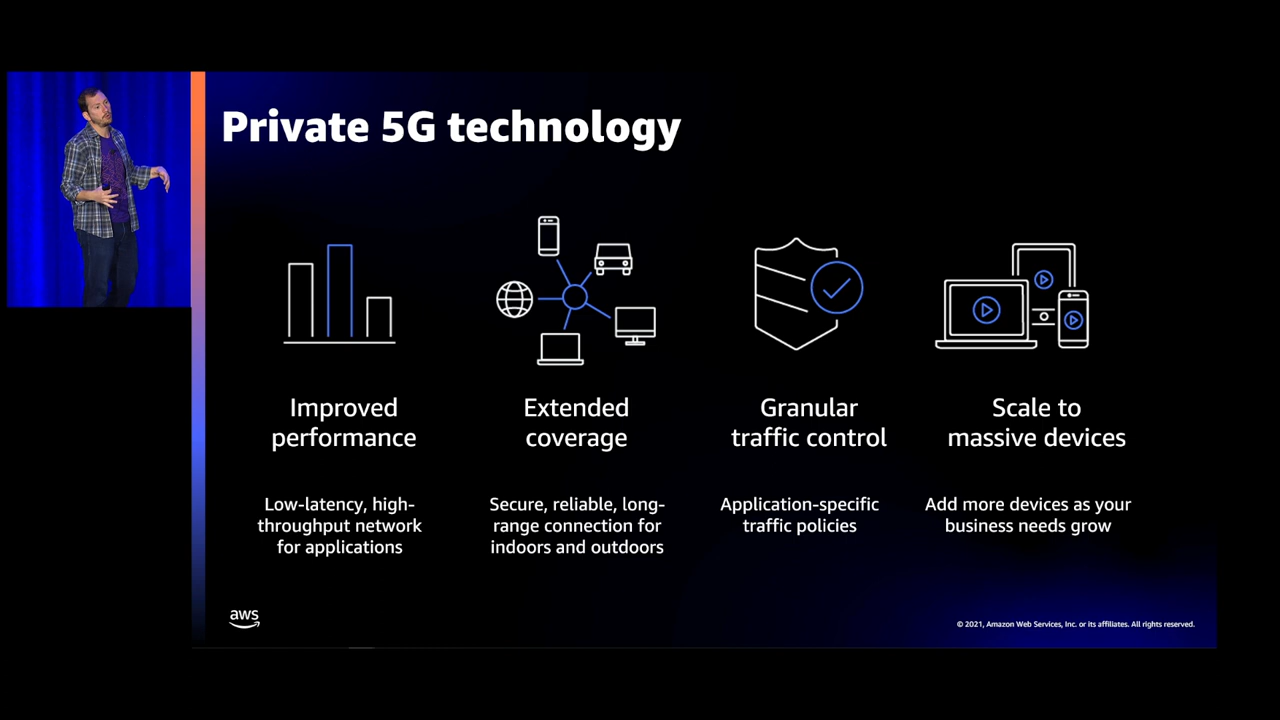 Private 5G technology
Improved
performance
Low-latency, high-
throughput network
for applications
Extended
coverage
Secure, reliable, long-
range connection for
indoors and outdoors
Granular
traffic control
Application-specific
traffic policies
Scale to
massive devices
Add more devices as your
business needs grow
aws
© 2021, Amazon Web Services, Inc. or its affiliates. All rights reserved.